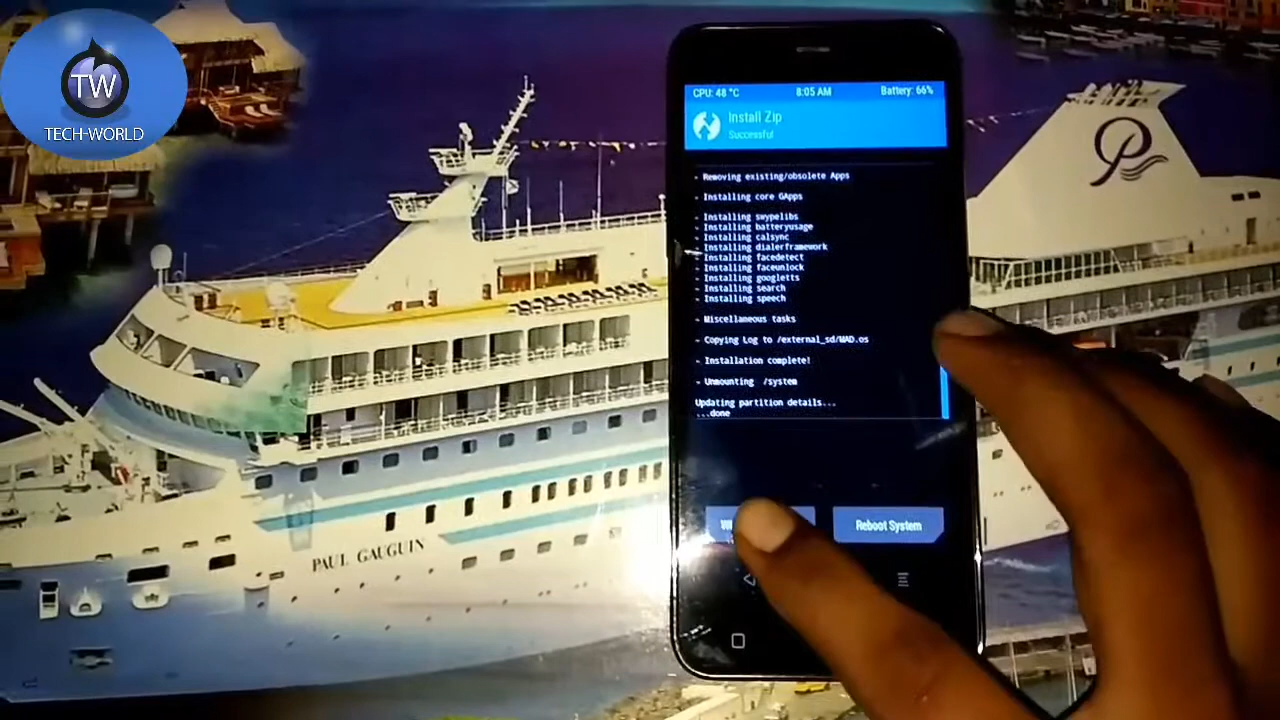 TW
TECH-WORLD
PAUL GAUGUIN
P
CPU: 48 °C 8:05 AM Battery: 66%
Install Zip
Successful
- Removing existing/obsolete Apps
- Installing core GApps
- Installing swypelibs
- Installing batteryusage
- Installing calsync
- Installing dialerframework
- Installing facedetect
- Installing faceunlock
- Installing googletts
- Installing search
- Installing speech
- Miscellaneous tasks
- Copying Log to /external_sd/MAD.os
- Installation complete!
- Unmounting /system
Updating partition details...
...done
Reboot System